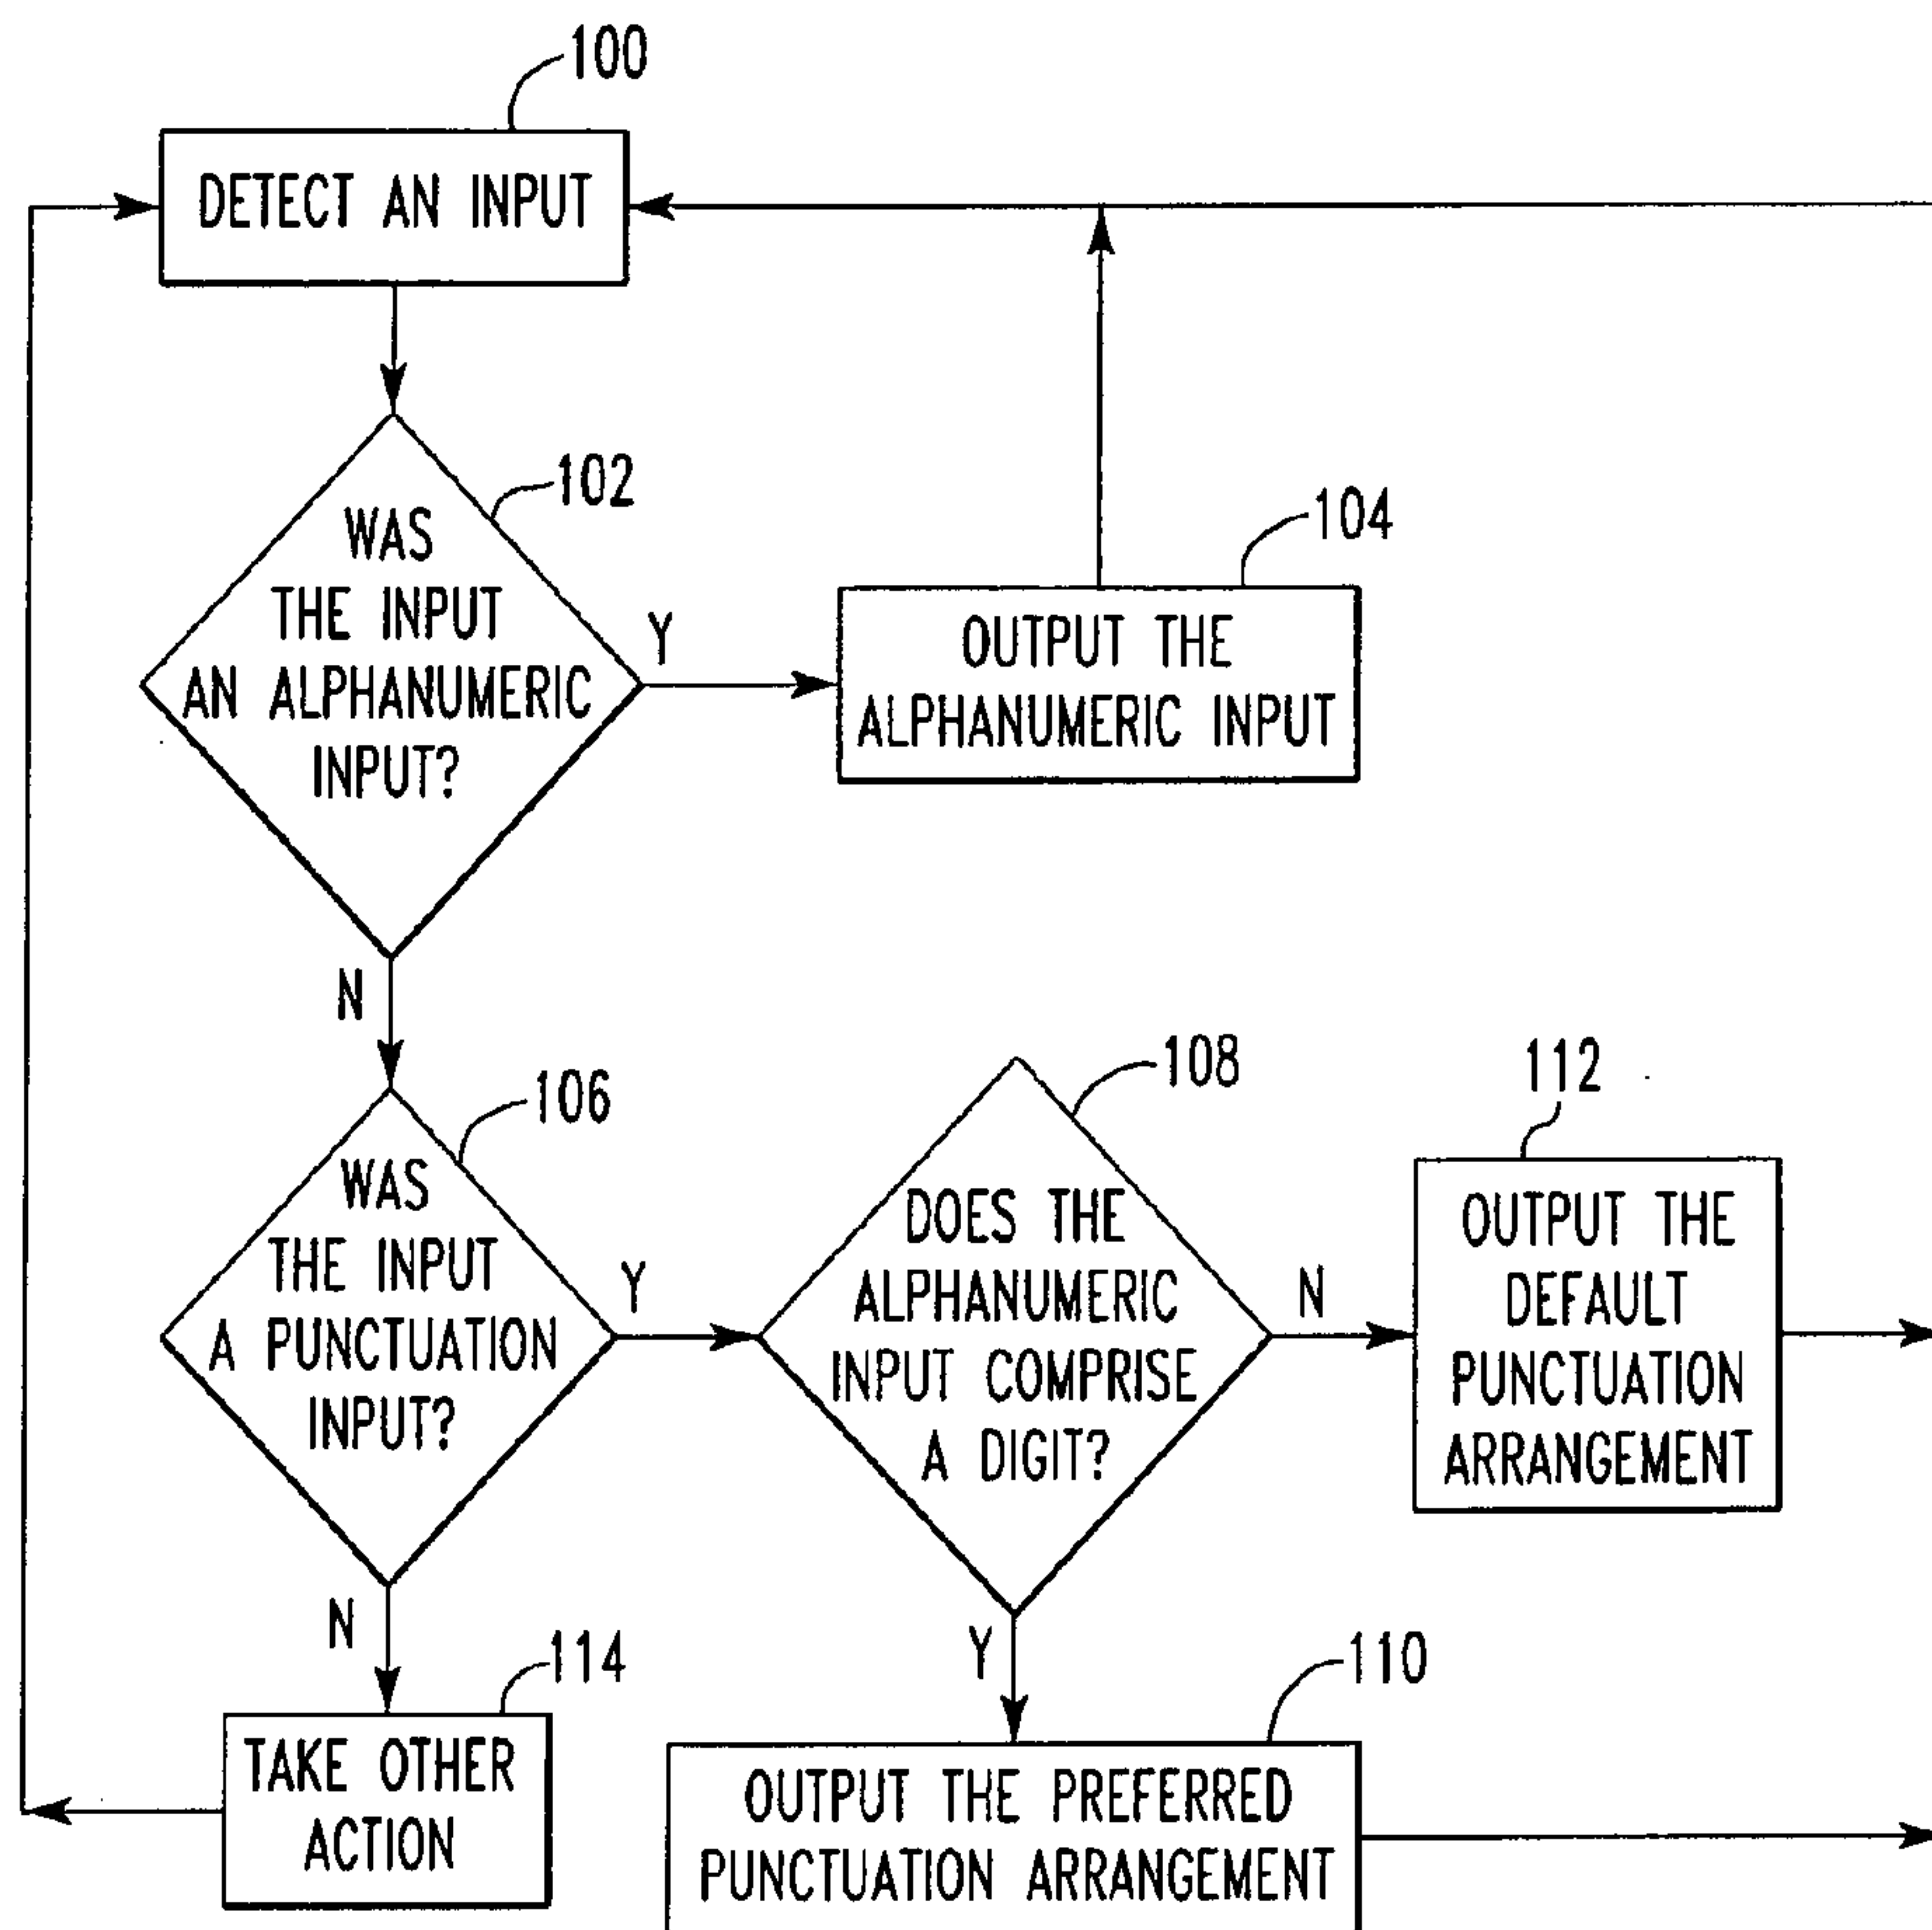 100
DETECT AN INPUT
102
WAS
THE INPUT
AN ALPHANUMERIC
INPUT?
Y
104
OUTPUT THE
ALPHANUMERIC INPUT
N
106
WAS
THE INPUT
A PUNCTUATION
INPUT?
Y
108
DOES THE
ALPHANUMERIC
INPUT COMPRISE
A DIGIT?
N
112
OUTPUT THE
DEFAULT
PUNCTUATION
ARRANGEMENT
N
114
TAKE OTHER
ACTION
Y
110
OUTPUT THE PREFERRED
PUNCTUATION ARRANGEMENT